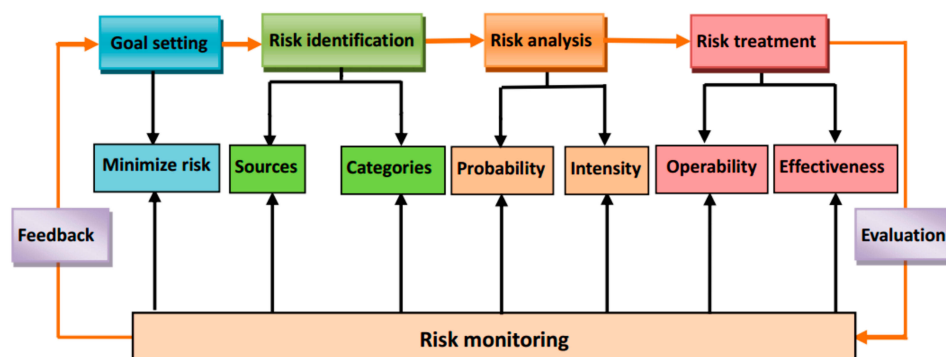 Goal setting
Risk identification
Risk analysis
Risk treatment
Minimize risk
Sources
Categories
Probability
Intensity
Operability
Effectiveness
Feedback
Evaluation
Risk monitoring